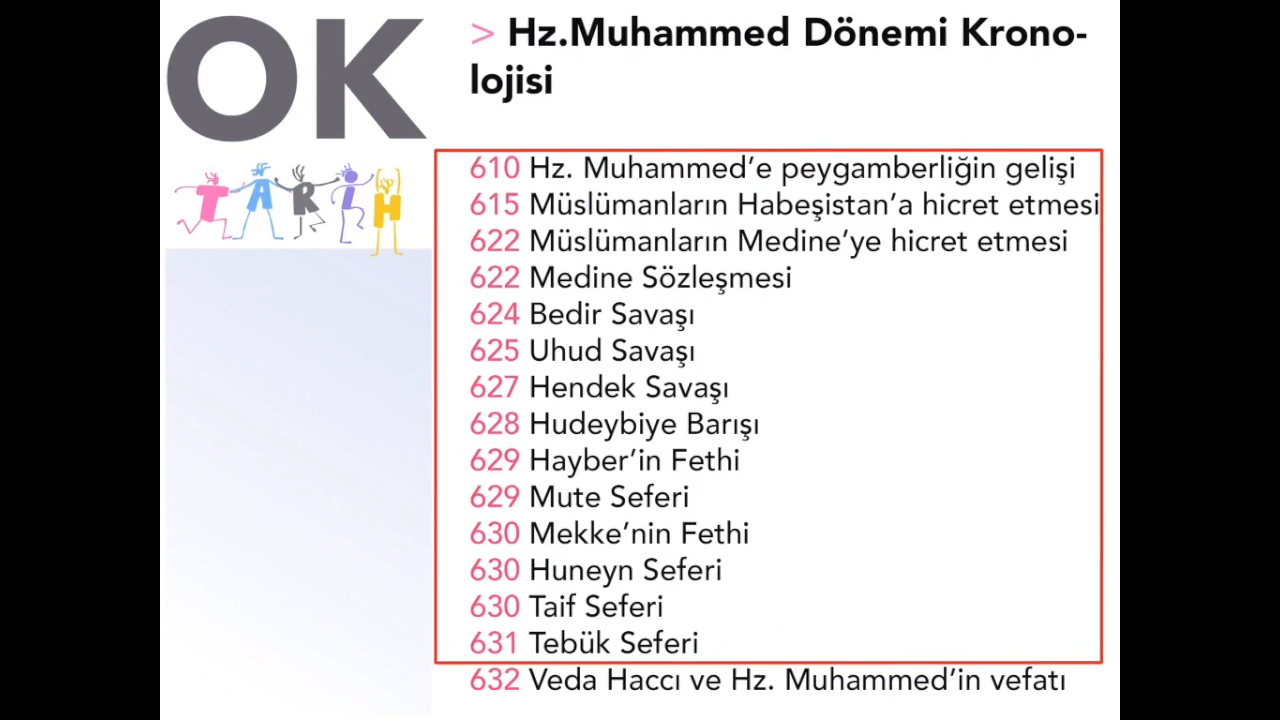 OK
TARİH
> Hz.Muhammed Dönemi Krono-
lojisi
610 Hz. Muhammed’e peygamberliğin gelişi
615 Müslümanların Habeşistan’a hicret etmesi
622 Müslümanların Medine’ye hicret etmesi
622 Medine Sözleşmesi
624 Bedir Savaşı
625 Uhud Savaşı
627 Hendek Savaşı
628 Hudeybiye Barışı
629 Hayber’in Fethi
629 Mute Seferi
630 Mekke’nin Fethi
630 Huneyn Seferi
630 Taif Seferi
631 Tebük Seferi
632 Veda Haccı ve Hz. Muhammed’in vefatı